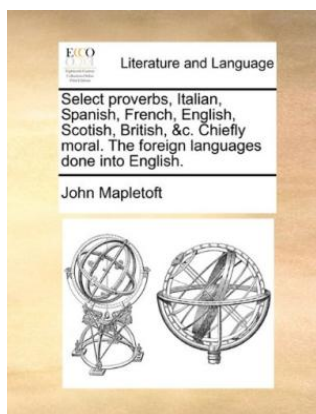 ECCO
Literature and Language
Select proverbs, Italian,
Spanish, French, English,
Scotish, British, &c. Chiefly
moral. The foreign languages
done into English.
John Mapletoft